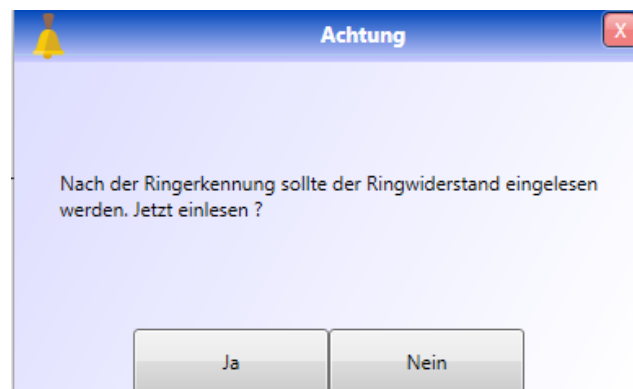 Achtung
X
Nach der Ringerkennung sollte der Ringwiderstand eingelesen
werden. Jetzt einlesen ?
Ja
Nein